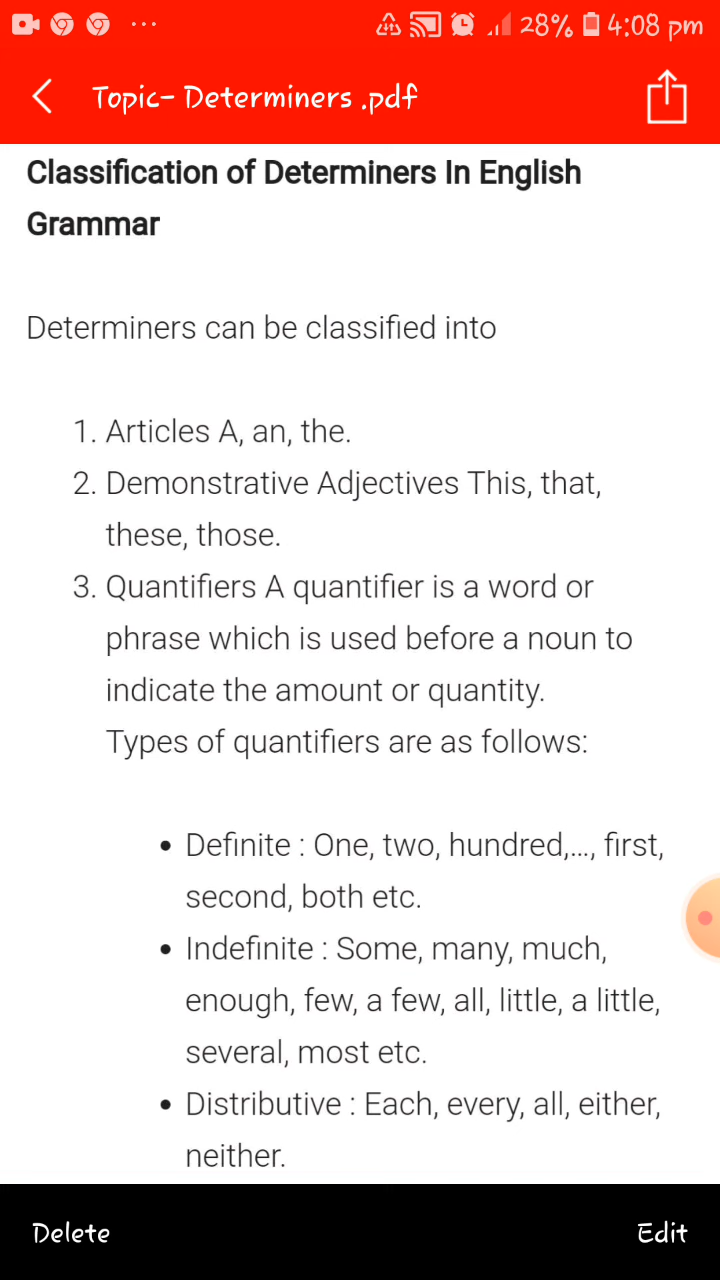 ... 28% 4:08 pm
Topic- Determiners .pdf
Classification of Determiners In English
Grammar
Determiners can be classified into
1. Articles A, an, the.
2. Demonstrative Adjectives This, that,
these, those.
3. Quantifiers A quantifier is a word or
phrase which is used before a noun to
indicate the amount or quantity.
Types of quantifiers are as follows:
• Definite : One, two, hundred,..., first,
second, both etc.
• Indefinite : Some, many, much,
enough, few, a few, all, little, a little,
several, most etc.
• Distributive : Each, every, all, either,
neither.
Delete Edit